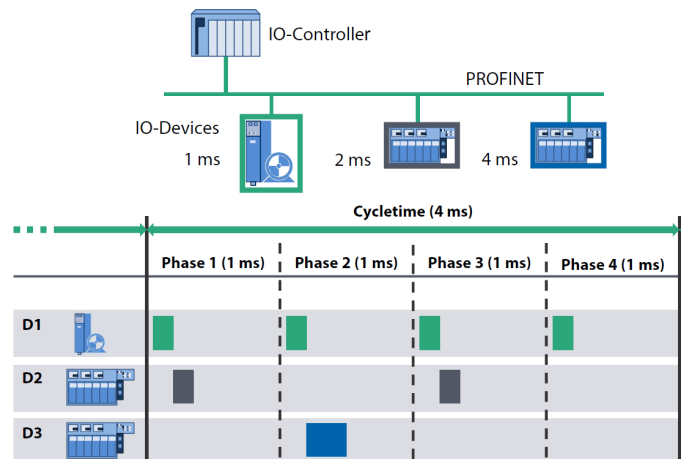 IO-Controller
PROFINET
IO-Devices
1 ms
2 ms
4 ms
Cycletime (4 ms)
Phase 1 (1 ms)
Phase 2 (1 ms)
Phase 3 (1 ms)
Phase 4 (1 ms)
D1
D2
D3